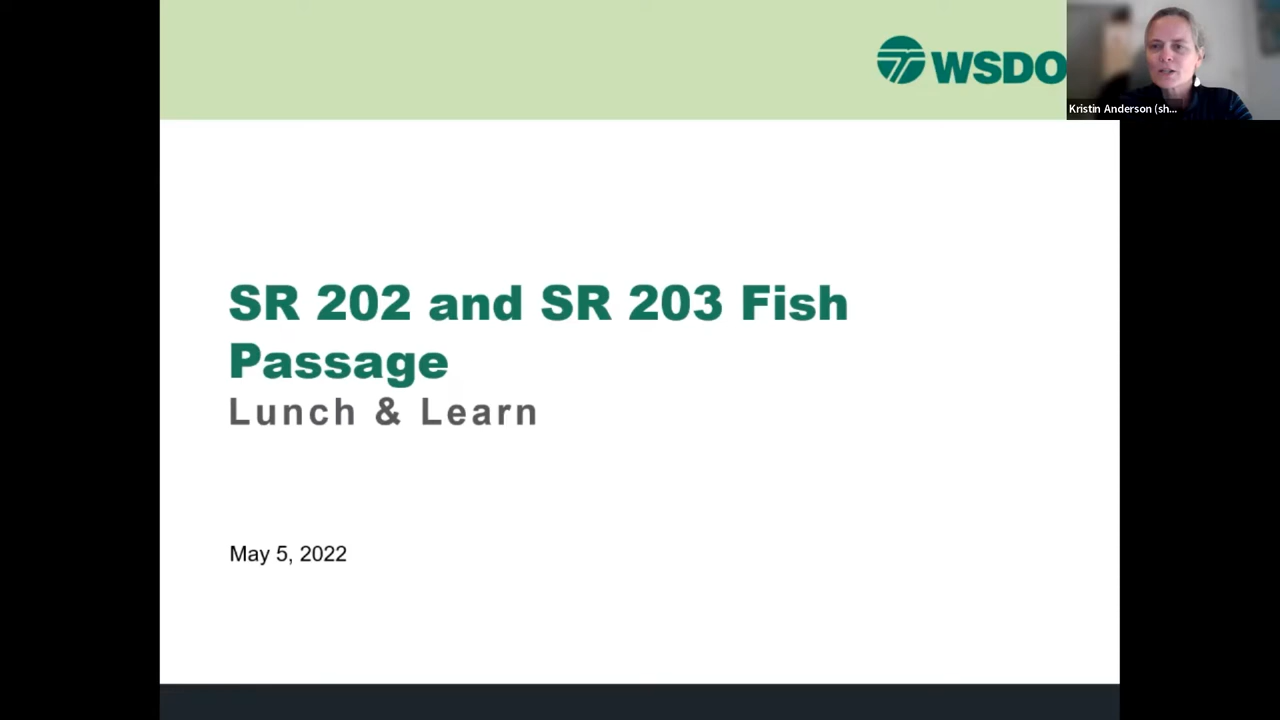 WSDO
Kristin Anderson (sh...
SR 202 and SR 203 Fish
Passage
Lunch & Learn
May 5, 2022